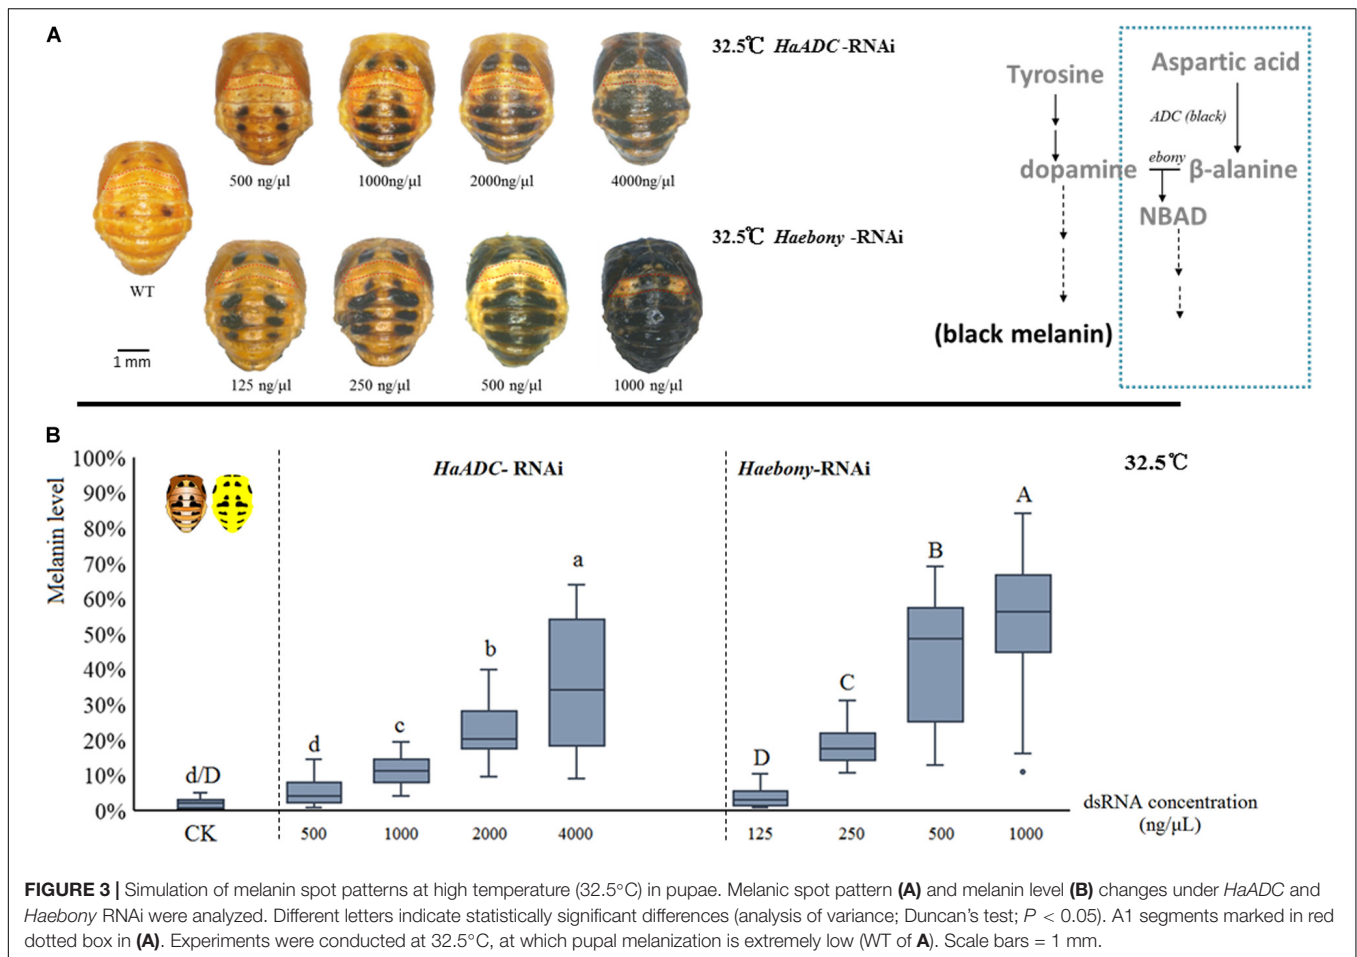 A
32.5℃ HaADC -RNAi
500 ng/μl
1000ng/μl
2000ng/μl
4000ng/μl
WT
1 mm
32.5℃ Haebony -RNAi
125 ng/μl
250 ng/μl
500 ng/μl
1000 ng/μl
Tyrosine
Aspartic acid
ADC (black)
dopamine
ebony
β-alanine
NBAD
(black melanin)
B
Melanin level
100%
90%
80%
70%
60%
50%
40%
30%
20%
10%
0%
HaADC- RNAi
Haebony-RNAi
32.5℃
d/D
d
c
b
a
D
C
B
A
CK
500
1000
2000
4000
125
250
500
1000
dsRNA concentration
(ng/μL)
FIGURE 3 | Simulation of melanin spot patterns at high temperature (32.5°C) in pupae. Melanic spot pattern (A) and melanin level (B) changes under HaADC and
Haebony RNAi were analyzed. Different letters indicate statistically significant differences (analysis of variance; Duncan's test; P < 0.05). A1 segments marked in red
dotted box in (A). Experiments were conducted at 32.5°C, at which pupal melanization is extremely low (WT of A). Scale bars = 1 mm.